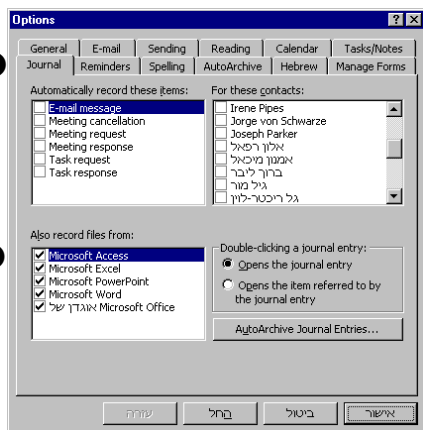 Options
General E-mail Sending Reading Calendar Tasks/Notes
Journal Reminders Spelling AutoArchive Hebrew Manage Forms
Automatically record these items:
E-mail message
Meeting cancellation
Meeting request
Meeting response
Task request
Task response
For these contacts:
Irene Pipes
Jorge von Schwarze
Joseph Parker
אלון רפאל
אמנון מיכאל
ברוך ליבר
גיל מור
גל ריכטר-לוין
Also record files from:
Microsoft Access
Microsoft Excel
Microsoft PowerPoint
Microsoft Word
אוגדן של Microsoft Office
Double-clicking a journal entry:
Opens the journal entry
Opens the item referred to by
the journal entry
AutoArchive Journal Entries...
עזרה החל ביטול אישור